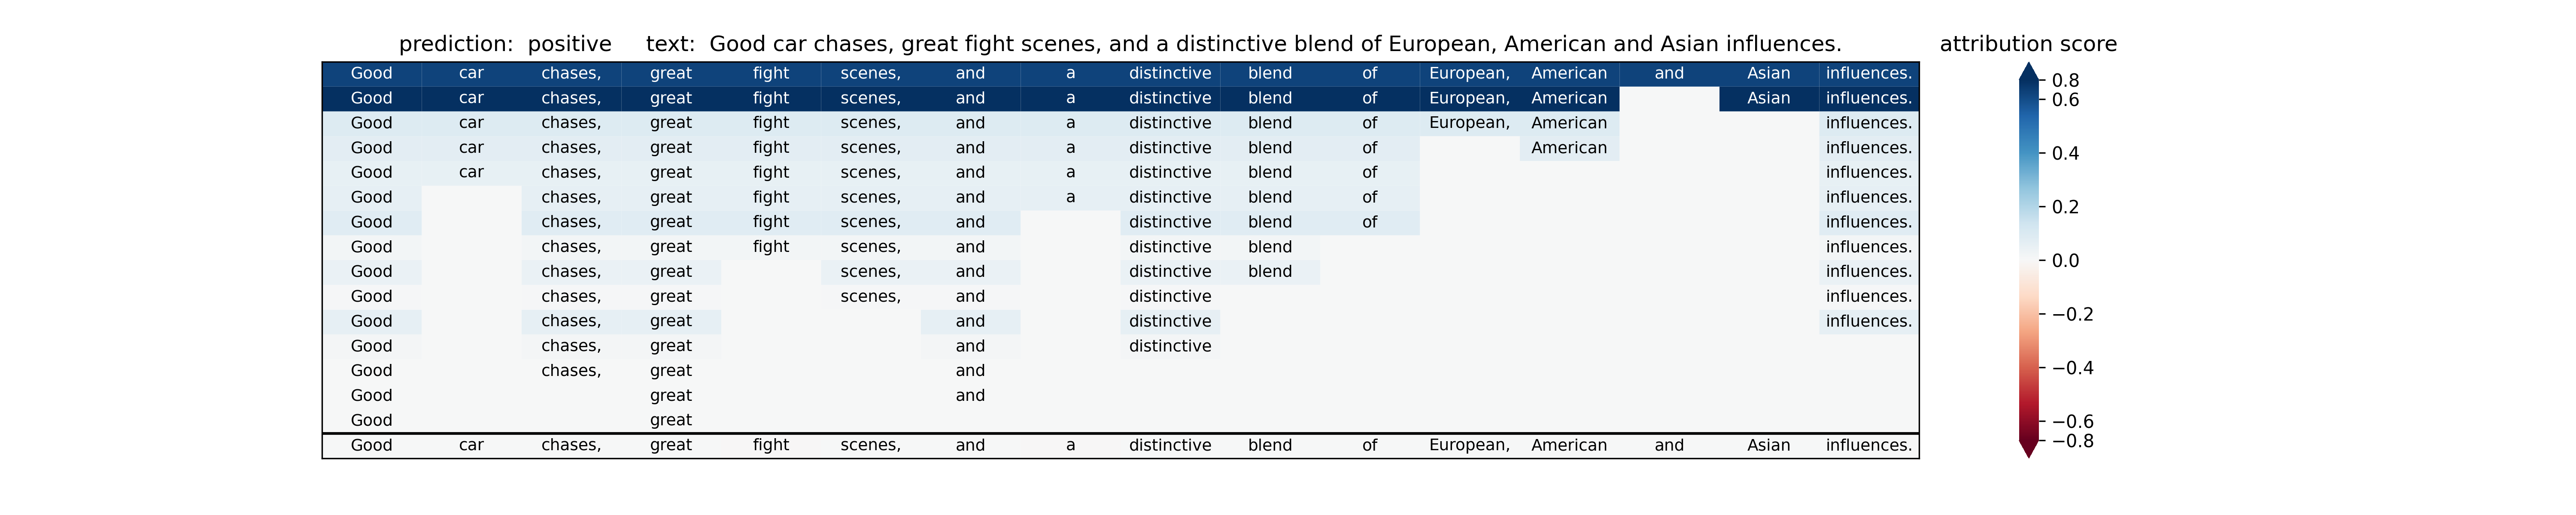 prediction: positive text: Good car chases, great fight scenes, and a distinctive blend of European, American and Asian influences. attribution score
Good car chases, great fight scenes, and a distinctive blend of European, American and Asian influences.
Good car chases, great fight scenes, and a distinctive blend of European, American Asian influences.
Good car chases, great fight scenes, and a distinctive blend of European, American influences.
Good car chases, great fight scenes, and a distinctive blend of American influences.
Good car chases, great fight scenes, and a distinctive blend of influences.
Good chases, great fight scenes, and a distinctive blend of influences.
Good chases, great fight scenes, and distinctive blend of influences.
Good chases, great fight scenes, and distinctive blend influences.
Good chases, great scenes, and distinctive blend influences.
Good chases, great scenes, and distinctive influences.
Good chases, great and distinctive influences.
Good chases, great and distinctive
Good chases, great and
Good great and
Good great
Good car chases, great fight scenes, and a distinctive blend of European, American and Asian influences.
0.8
0.6
0.4
0.2
0.0
−0.2
−0.4
−0.6
−0.8